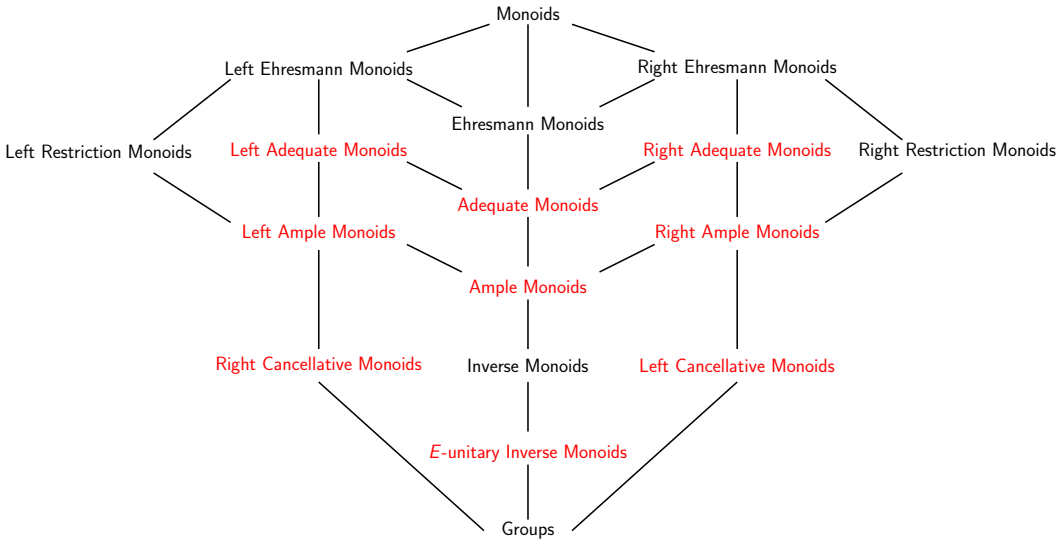 Monoids
Left Ehresmann Monoids
Right Ehresmann Monoids
Ehresmann Monoids
Left Restriction Monoids
Left Adequate Monoids
Right Adequate Monoids
Right Restriction Monoids
Adequate Monoids
Left Ample Monoids
Right Ample Monoids
Ample Monoids
Right Cancellative Monoids
Inverse Monoids
Left Cancellative Monoids
E-unitary Inverse Monoids
Groups